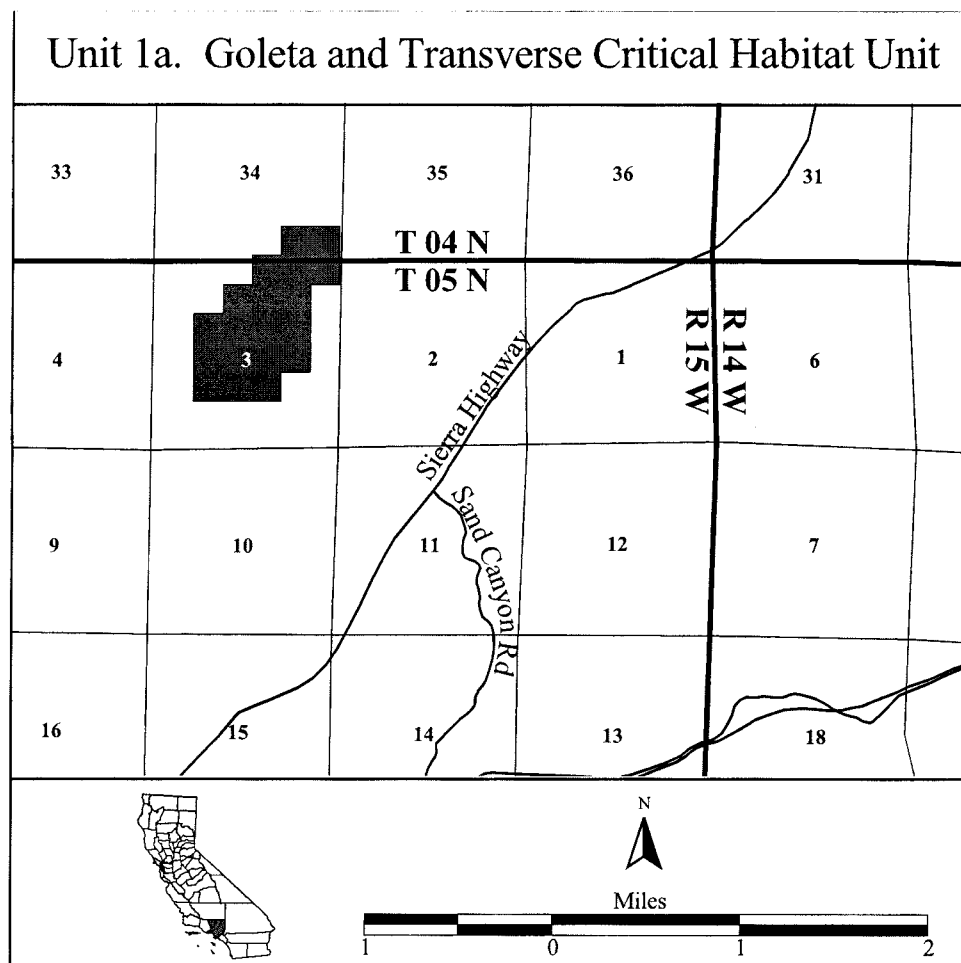 Unit 1a. Goleta and Transverse Critical Habitat Unit
33 34 35 36 31
T 04 N
T 05 N
R 15 W
R 14 W
4 3 2 1 6
Sierra Highway
Sand Canyon Rd
9 10 11 12 7
16 15 14 13 18
N
Miles
1 0 1 2